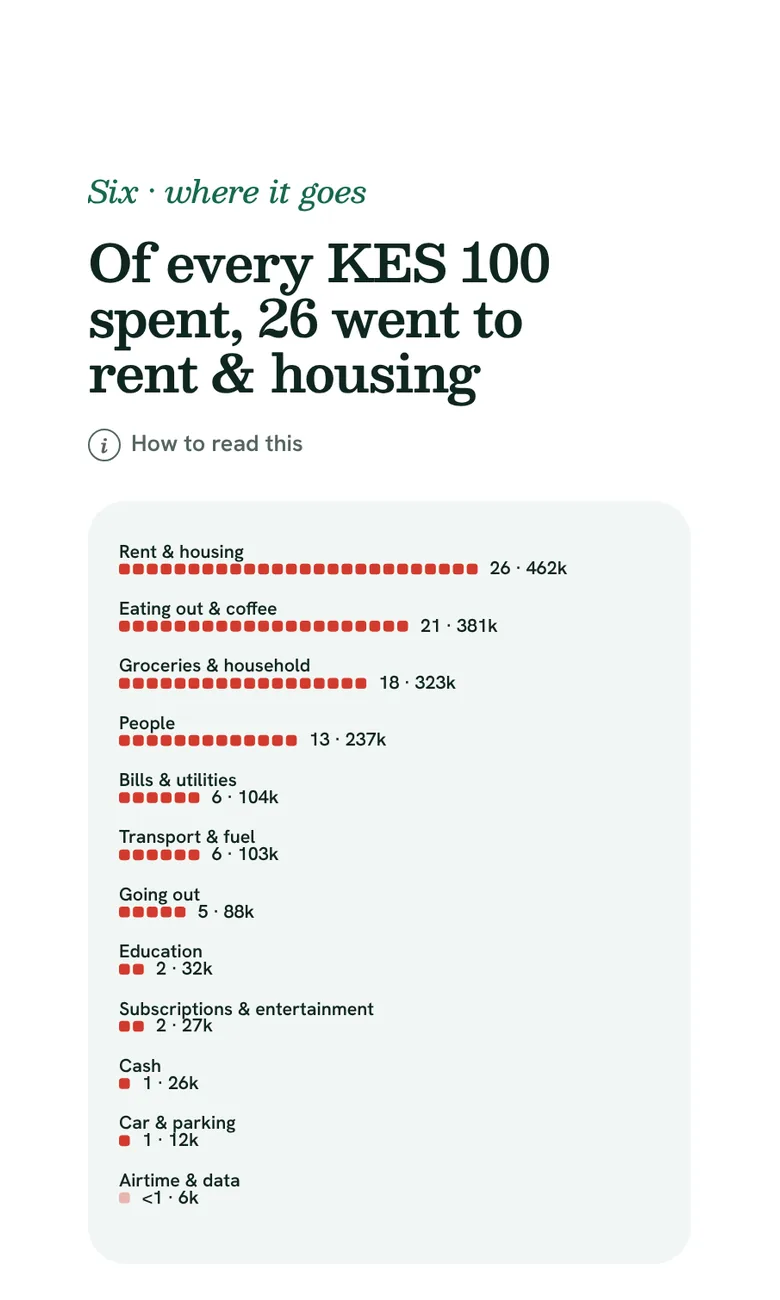 Six · where it goes
Of every KES 100
spent, 26 went to
rent & housing
i How to read this
Rent & housing
26 · 462k
Eating out & coffee
21 · 381k
Groceries & household
18 · 323k
People
13 · 237k
Bills & utilities
6 · 104k
Transport & fuel
6 · 103k
Going out
5 · 88k
Education
2 · 32k
Subscriptions & entertainment
2 · 27k
Cash
1 · 26k
Car & parking
1 · 12k
Airtime & data
<1 · 6k